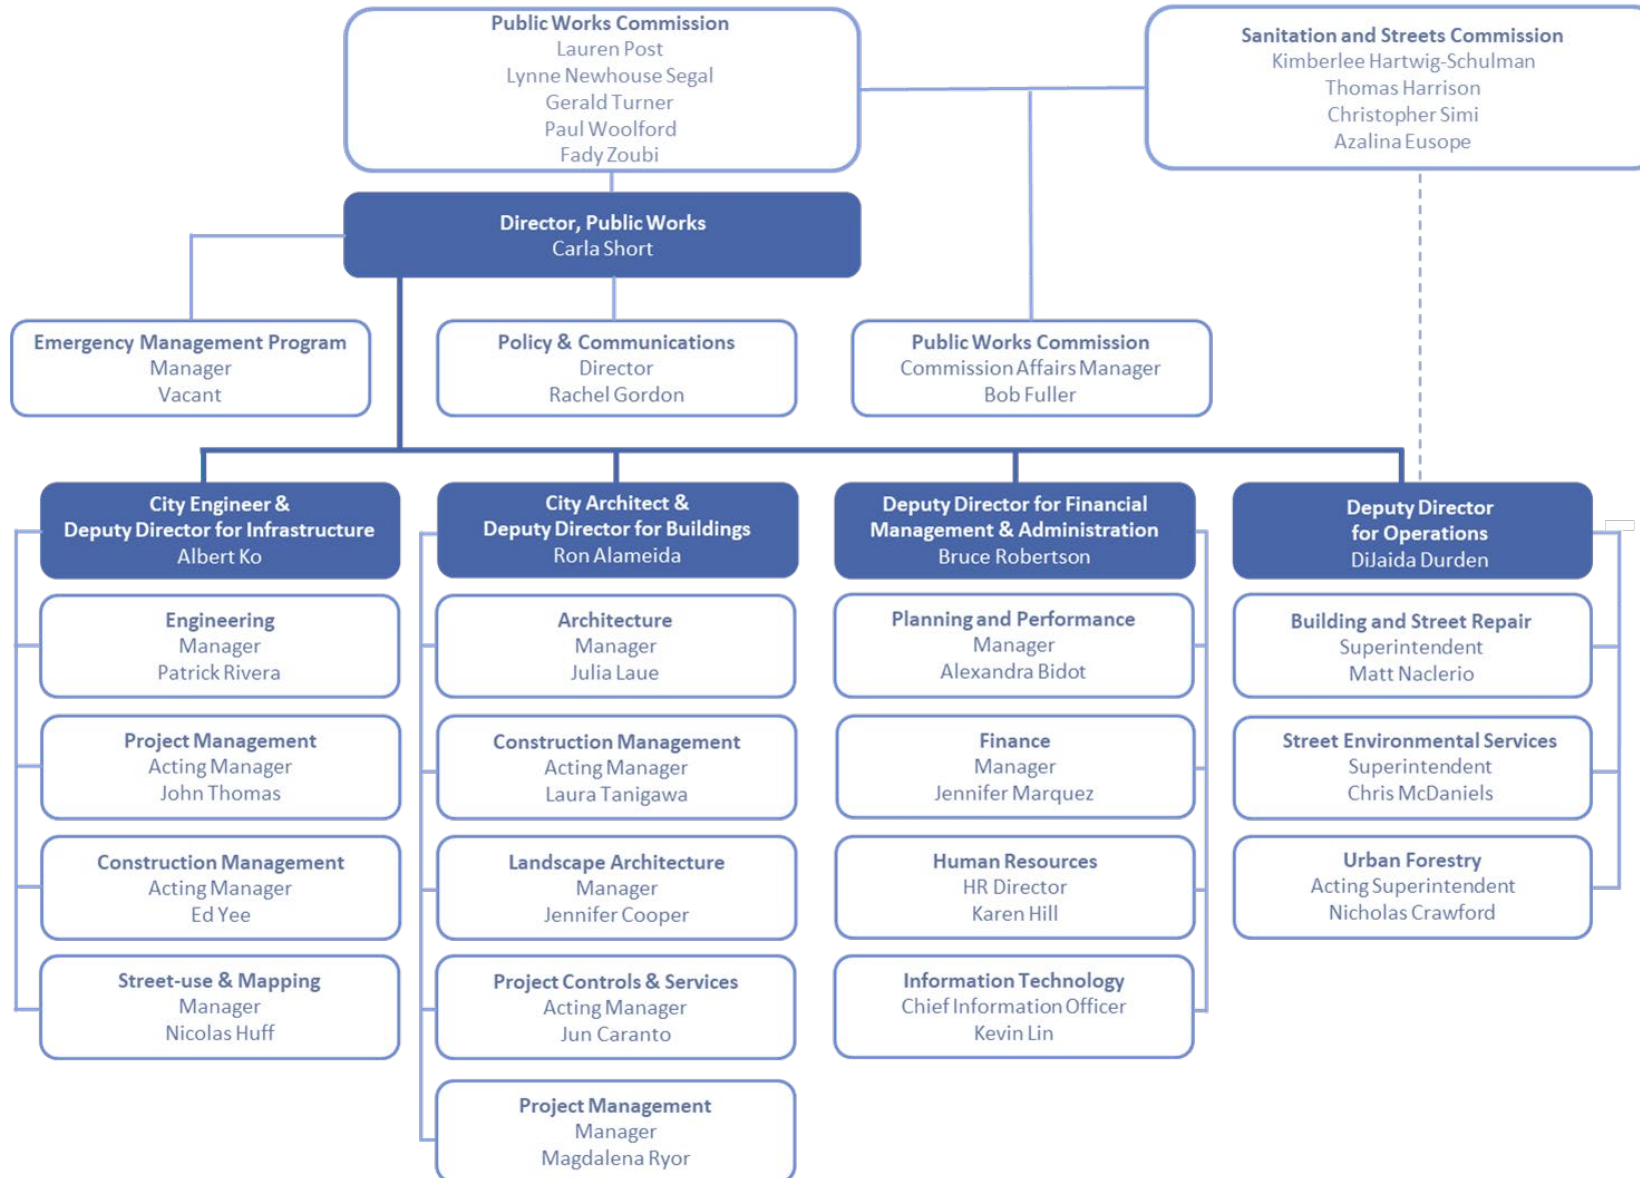 Public Works Commission
Lauren Post
Lynne Newhouse Segal
Gerald Turner
Paul Woolford
Fady Zoubi
Sanitation and Streets Commission
Kimberlee Hartwig-Schulman
Thomas Harrison
Christopher Simi
Azalina Eusope
Director, Public Works
Carla Short
Emergency Management Program
Manager
Vacant
Policy & Communications
Director
Rachel Gordon
Public Works Commission
Commission Affairs Manager
Bob Fuller
City Engineer &
Deputy Director for Infrastructure
Albert Ko
Engineering
Manager
Patrick Rivera
Project Management
Acting Manager
John Thomas
Construction Management
Acting Manager
Ed Yee
Street-use & Mapping
Manager
Nicolas Huff
City Architect &
Deputy Director for Buildings
Ron Alameida
Architecture
Manager
Julia Laue
Construction Management
Acting Manager
Laura Tanigawa
Landscape Architecture
Manager
Jennifer Cooper
Project Controls & Services
Acting Manager
Jun Caranto
Project Management
Manager
Magdalena Ryor
Deputy Director for Financial
Management & Administration
Bruce Robertson
Planning and Performance
Manager
Alexandra Bidot
Finance
Manager
Jennifer Marquez
Human Resources
HR Director
Karen Hill
Information Technology
Chief Information Officer
Kevin Lin
Deputy Director
for Operations
DiJaida Durden
Building and Street Repair
Superintendent
Matt Naclerio
Street Environmental Services
Superintendent
Chris McDaniels
Urban Forestry
Acting Superintendent
Nicholas Crawford